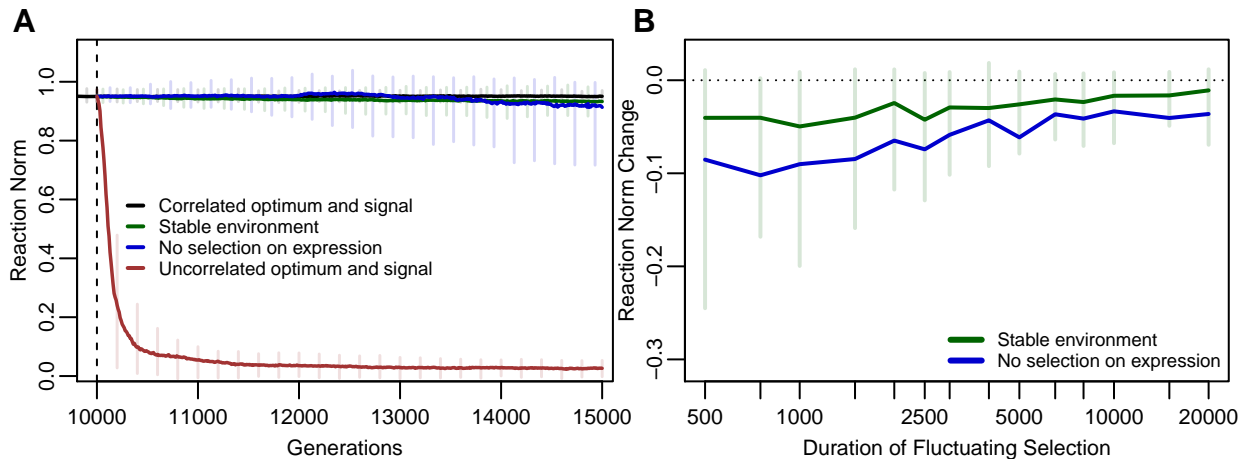 A
Reaction Norm
0.0
0.2
0.4
0.6
0.8
1.0
Correlated optimum and signal
Stable environment
No selection on expression
Uncorrelated optimum and signal
10000 11000 12000 13000 14000 15000
Generations
B
Reaction Norm Change
0.0
−0.1
−0.2
−0.3
Stable environment
No selection on expression
500 1000 2500 5000 10000 20000
Duration of Fluctuating Selection